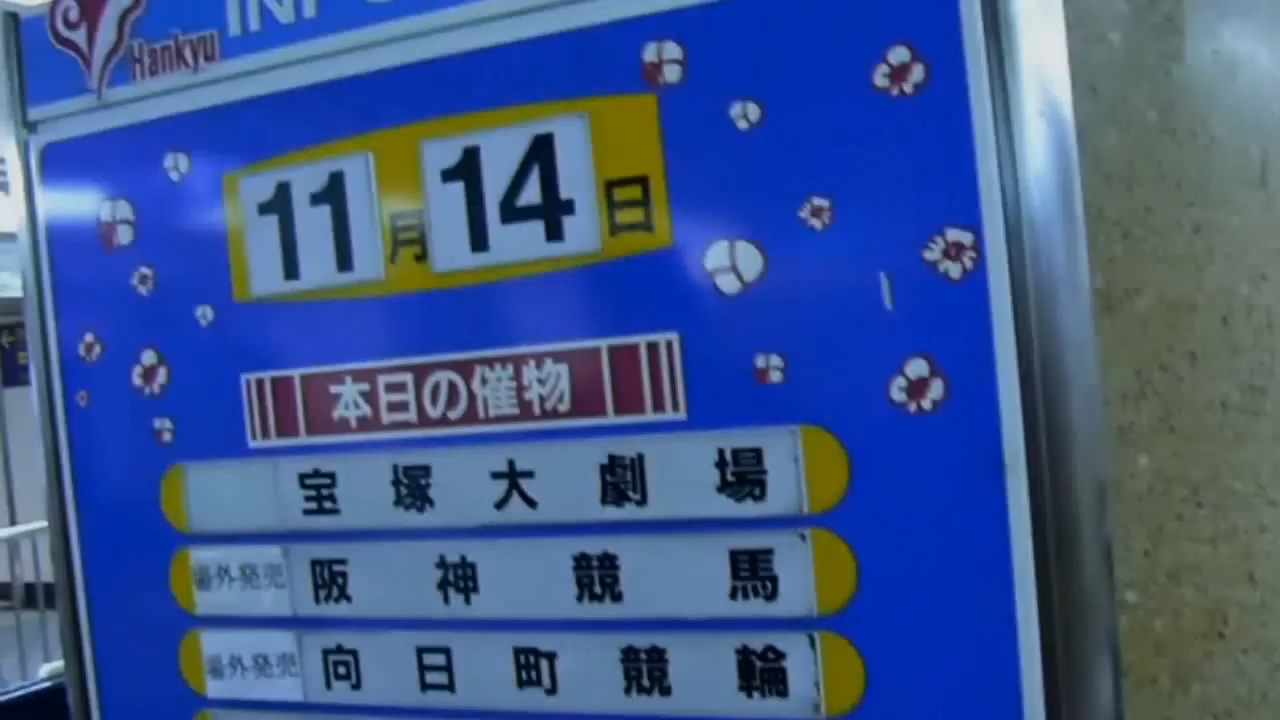 Hankyu
11月14日
本日の催物
宝塚大劇場
場外発売 阪神競馬
場外発売 向日町競輪